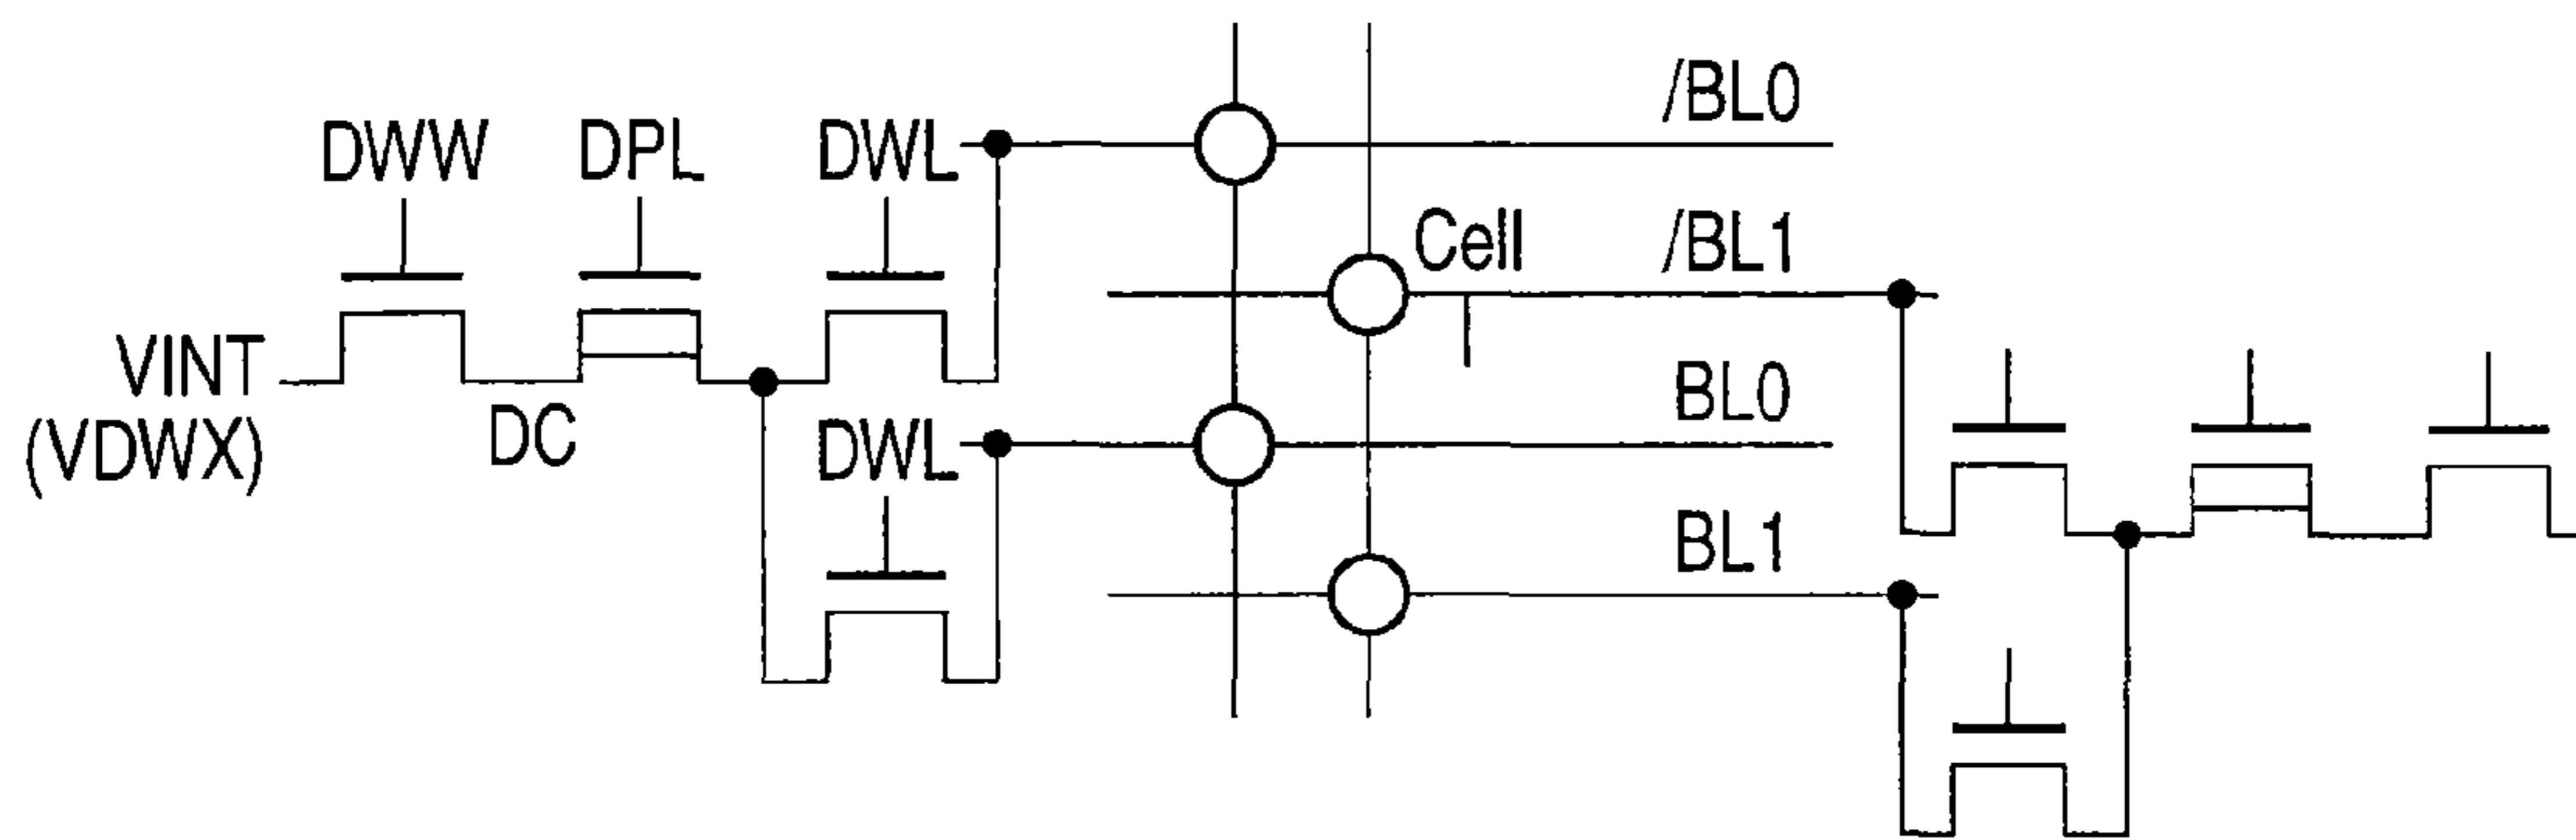 /BL0
DWW DPL DWL
Cell /BL1
VINT
(VDWX)
DC
DWL
BL0
BL1